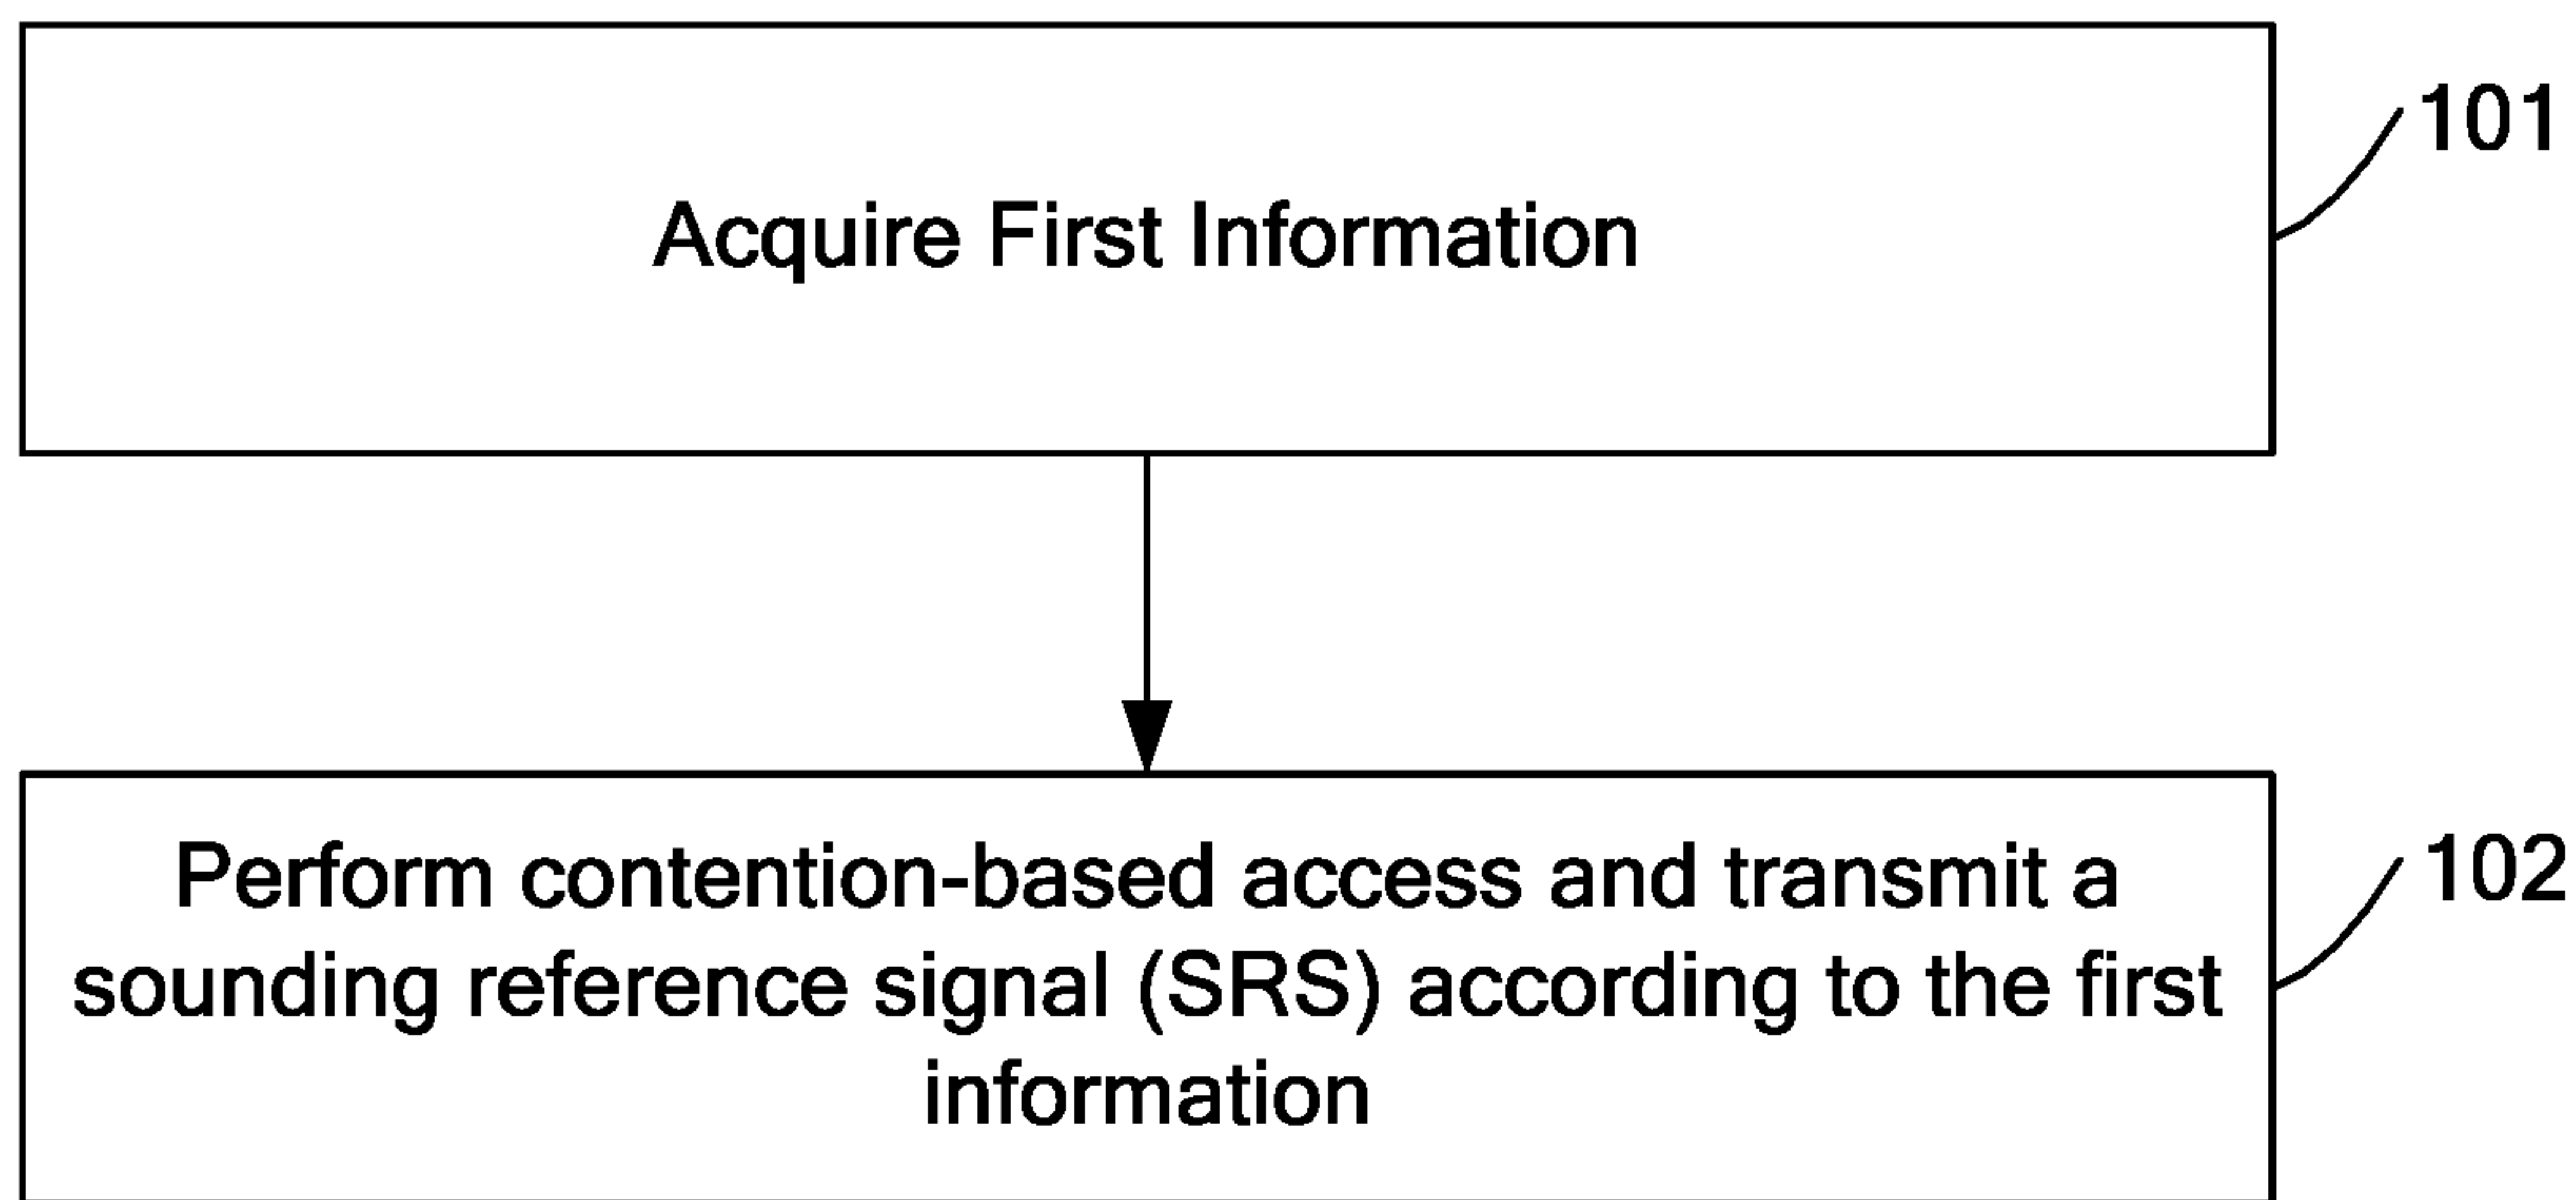 Acquire First Information
101
Perform contention-based access and transmit a
sounding reference signal (SRS) according to the first
information
102